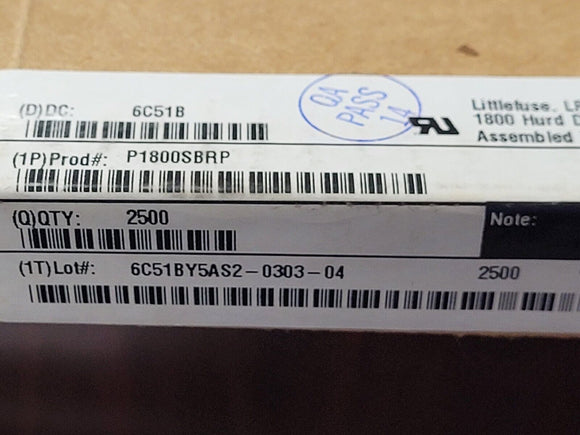 (D)DC: 6C51B
QA
PASS
14
Littlefuse, LP
1800 Hurd D
Assembled
(1P)Prod#: P1800SBRP
(Q)QTY: 2500
Note:
(1T)Lot#: 6C51BY5AS2-0303-04 2500